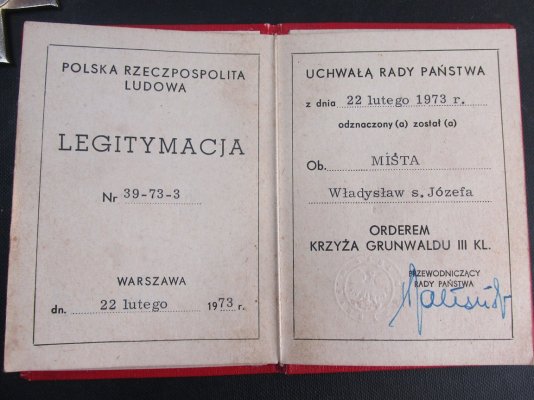 POLSKA RZECZPOSPOLITA
LUDOWA
LEGITYMACJA
Nr 39-73-3
WARSZAWA
dn. 22 lutego 1973 r.
UCHWAŁĄ RADY PAŃSTWA
z dnia 22 lutego 1973 r.
odznaczony (a) został (a)
Ob. MISTA
Władysław s. Józefa
ORDEREM
KRZYŻA GRUNWALDU III KL.
PRZEWODNICZĄCY
RADY PAŃSTWA